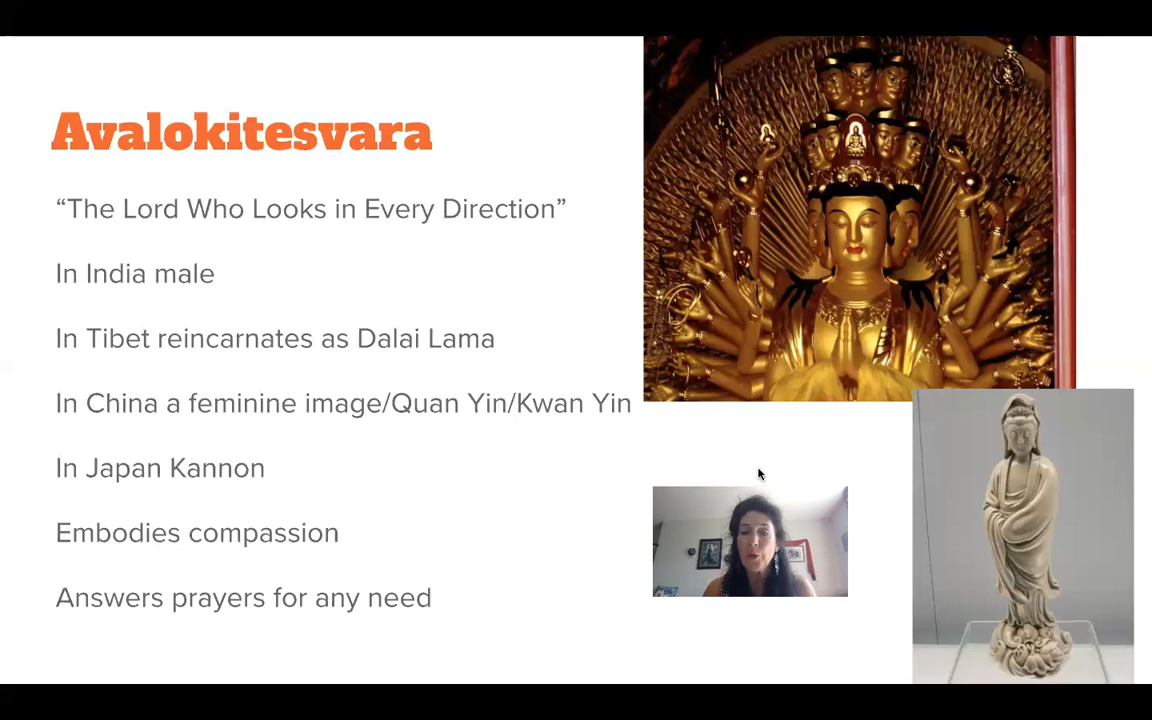 Avalokitesvara
“The Lord Who Looks in Every Direction”
In India male
In Tibet reincarnates as Dalai Lama
In China a feminine image/Quan Yin/Kwan Yin
In Japan Kannon
Embodies compassion
Answers prayers for any need